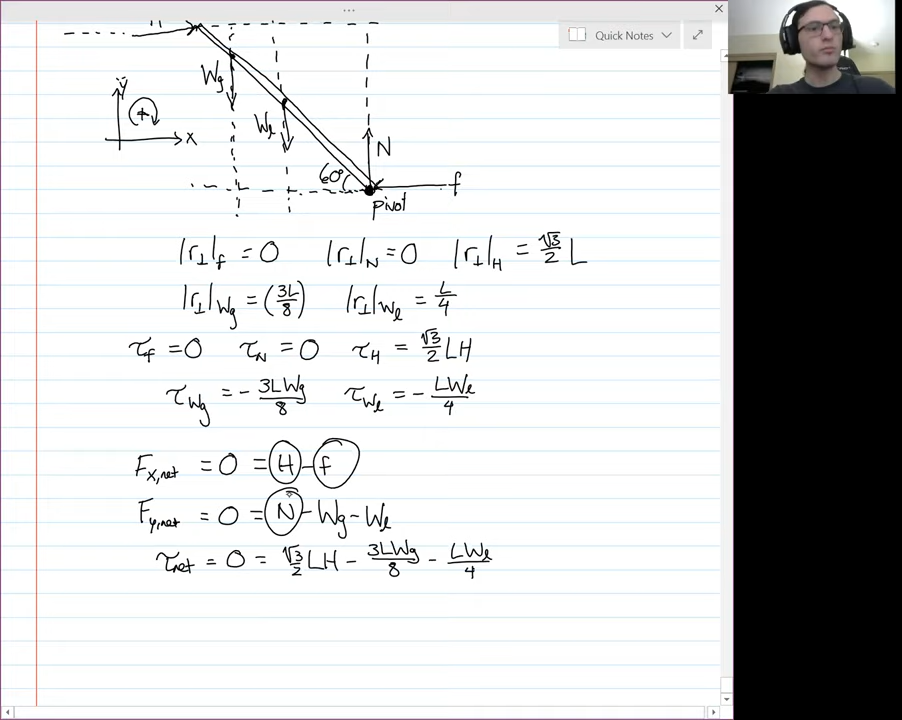 Quick Notes
Wg
y
+
x
Wℓ
N
60°
f
pivot
|r⊥|f = 0 |r⊥|N = 0 |r⊥|H = √3/2 L
|r⊥|Wg = (3L/8) |r⊥|Wℓ = L/4
τf = 0 τN = 0 τH = √3/2 LH
τWg = - 3LWg/8 τWℓ = - LWℓ/4
Fx,net = 0 = H - f
Fy,net = 0 = N - Wg - Wℓ
τnet = 0 = √3/2 LH - 3LWg/8 - LWℓ/4